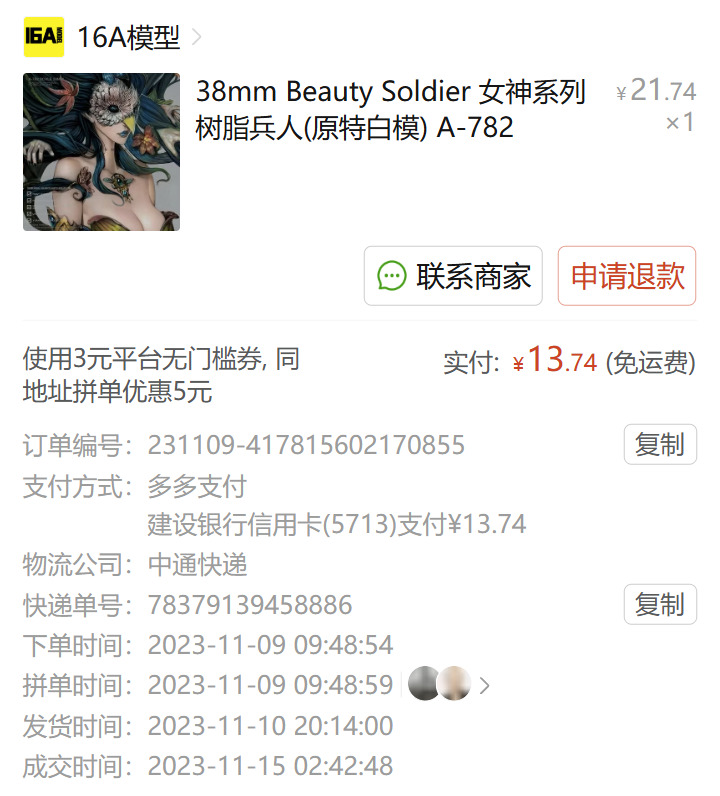 16A模型
38mm Beauty Soldier 女神系列
¥21.74
树脂兵人(原特白模) A-782
×1
联系商家
申请退款
使用3元平台无门槛券, 同
地址拼单优惠5元
实付: ¥13.74 (免运费)
订单编号: 231109-417815602170855
复制
支付方式: 多多支付
建设银行信用卡(5713)支付¥13.74
物流公司: 中通快递
快递单号: 78379139458886
复制
下单时间: 2023-11-09 09:48:54
拼单时间: 2023-11-09 09:48:59
发货时间: 2023-11-10 20:14:00
成交时间: 2023-11-15 02:42:48